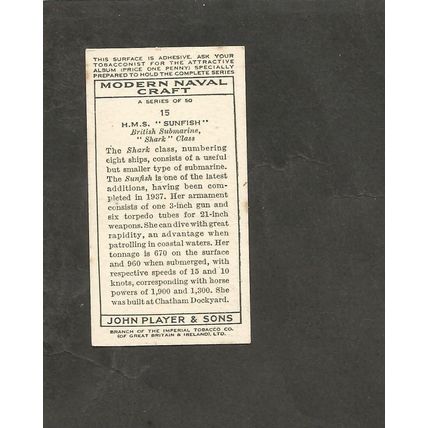 THIS SURFACE IS ADHESIVE. ASK YOUR
TOBACCONIST FOR THE ATTRACTIVE
ALBUM (PRICE ONE PENNY) SPECIALLY
PREPARED TO HOLD THE COMPLETE SERIES
MODERN NAVAL
CRAFT
A SERIES OF 50
15
H.M.S. "SUNFISH"
British Submarine,
"Shark" Class
The Shark class, numbering
eight ships, consists of a useful
but smaller type of submarine.
The Sunfish is one of the latest
additions, having been com-
pleted in 1937. Her armament
consists of one 3-inch gun and
six torpedo tubes for 21-inch
weapons. She can dive with great
rapidity, an advantage when
patrolling in coastal waters. Her
tonnage is 670 on the surface
and 960 when submerged, with
respective speeds of 15 and 10
knots, corresponding with horse
powers of 1,900 and 1,300. She
was built at Chatham Dockyard.
JOHN PLAYER & SONS
BRANCH OF THE IMPERIAL TOBACCO CO.
(OF GREAT BRITAIN & IRELAND), LTD.